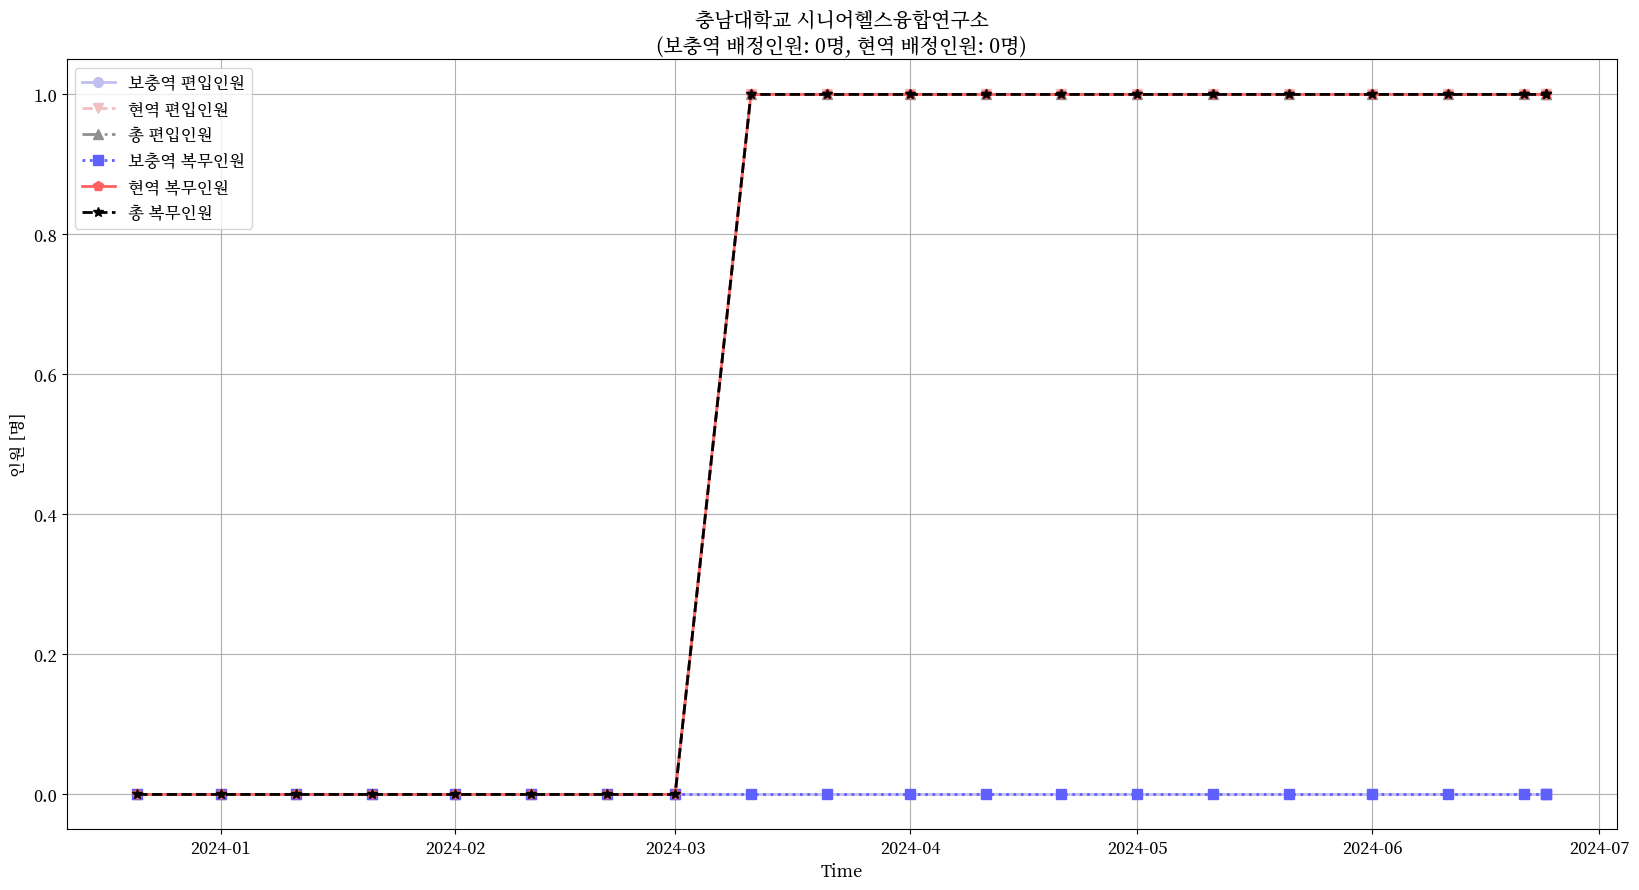 충남대학교 시니어헬스융합연구소
(보충역 배정인원: 0명, 현역 배정인원: 0명)
보충역 편입인원
현역 편입인원
총 편입인원
보충역 복무인원
현역 복무인원
총 복무인원
인원 [명]
1.0
0.8
0.6
0.4
0.2
0.0
2024-01
2024-02
2024-03
2024-04
2024-05
2024-06
2024-07
Time